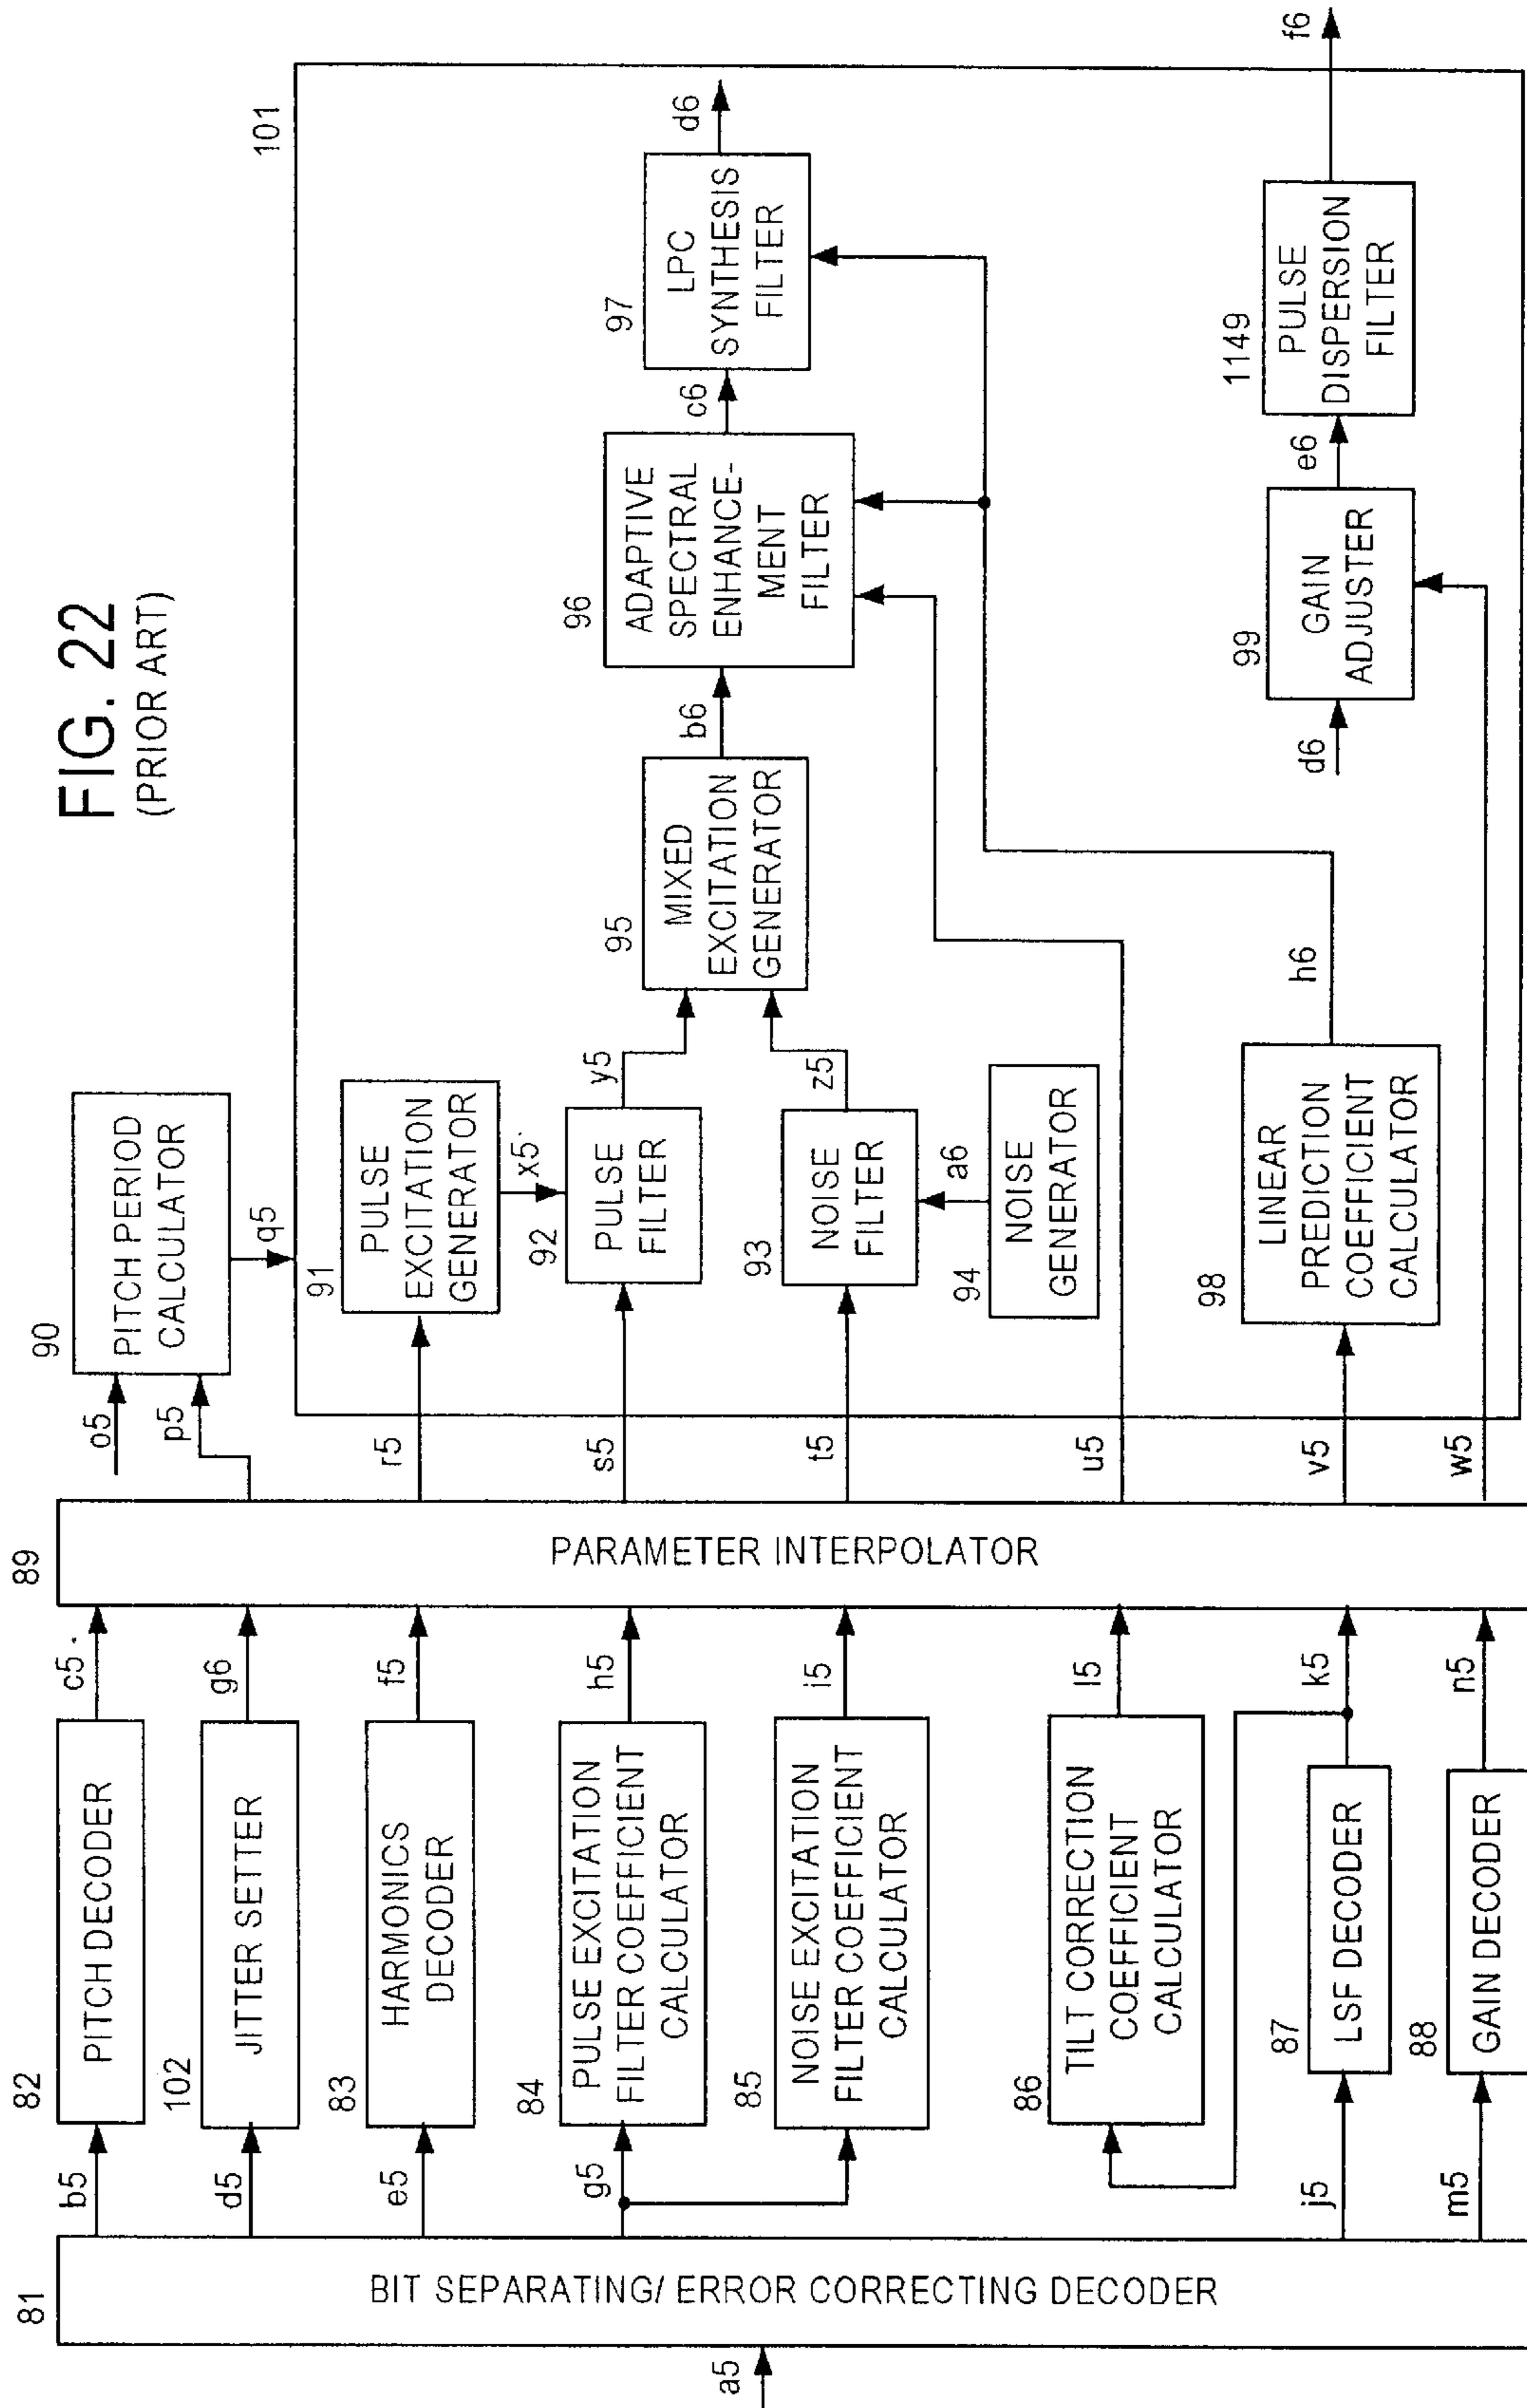 FIG. 22
(PRIOR ART)
a5
81
BIT SEPARATING/ ERROR CORRECTING DECODER
b5
82
PITCH DECODER
c5
d5
102
JITTER SETTER
g6
e5
83
HARMONICS
DECODER
f5
g5
84
PULSE EXCITATION
FILTER COEFFICIENT
CALCULATOR
h5
85
NOISE EXCITATION
FILTER COEFFICIENT
CALCULATOR
i5
86
TILT CORRECTION
COEFFICIENT
CALCULATOR
l5
j5
87
LSF DECODER
k5
m5
88
GAIN DECODER
n5
89
PARAMETER INTERPOLATOR
o5
p5
90
PITCH PERIOD
CALCULATOR
q5
101
r5
91
PULSE
EXCITATION
GENERATOR
x5
s5
92
PULSE
FILTER
y5
t5
93
NOISE
FILTER
z5
a6
94
NOISE
GENERATOR
u5
95
MIXED
EXCITATION
GENERATOR
b6
96
ADAPTIVE
SPECTRAL
ENHANCE-
MENT
FILTER
c6
97
LPC
SYNTHESIS
FILTER
d6
v5
98
LINEAR
PREDICTION
COEFFICIENT
CALCULATOR
h6
w5
d6
99
GAIN
ADJUSTER
e6
1149
PULSE
DISPERSION
FILTER
f6